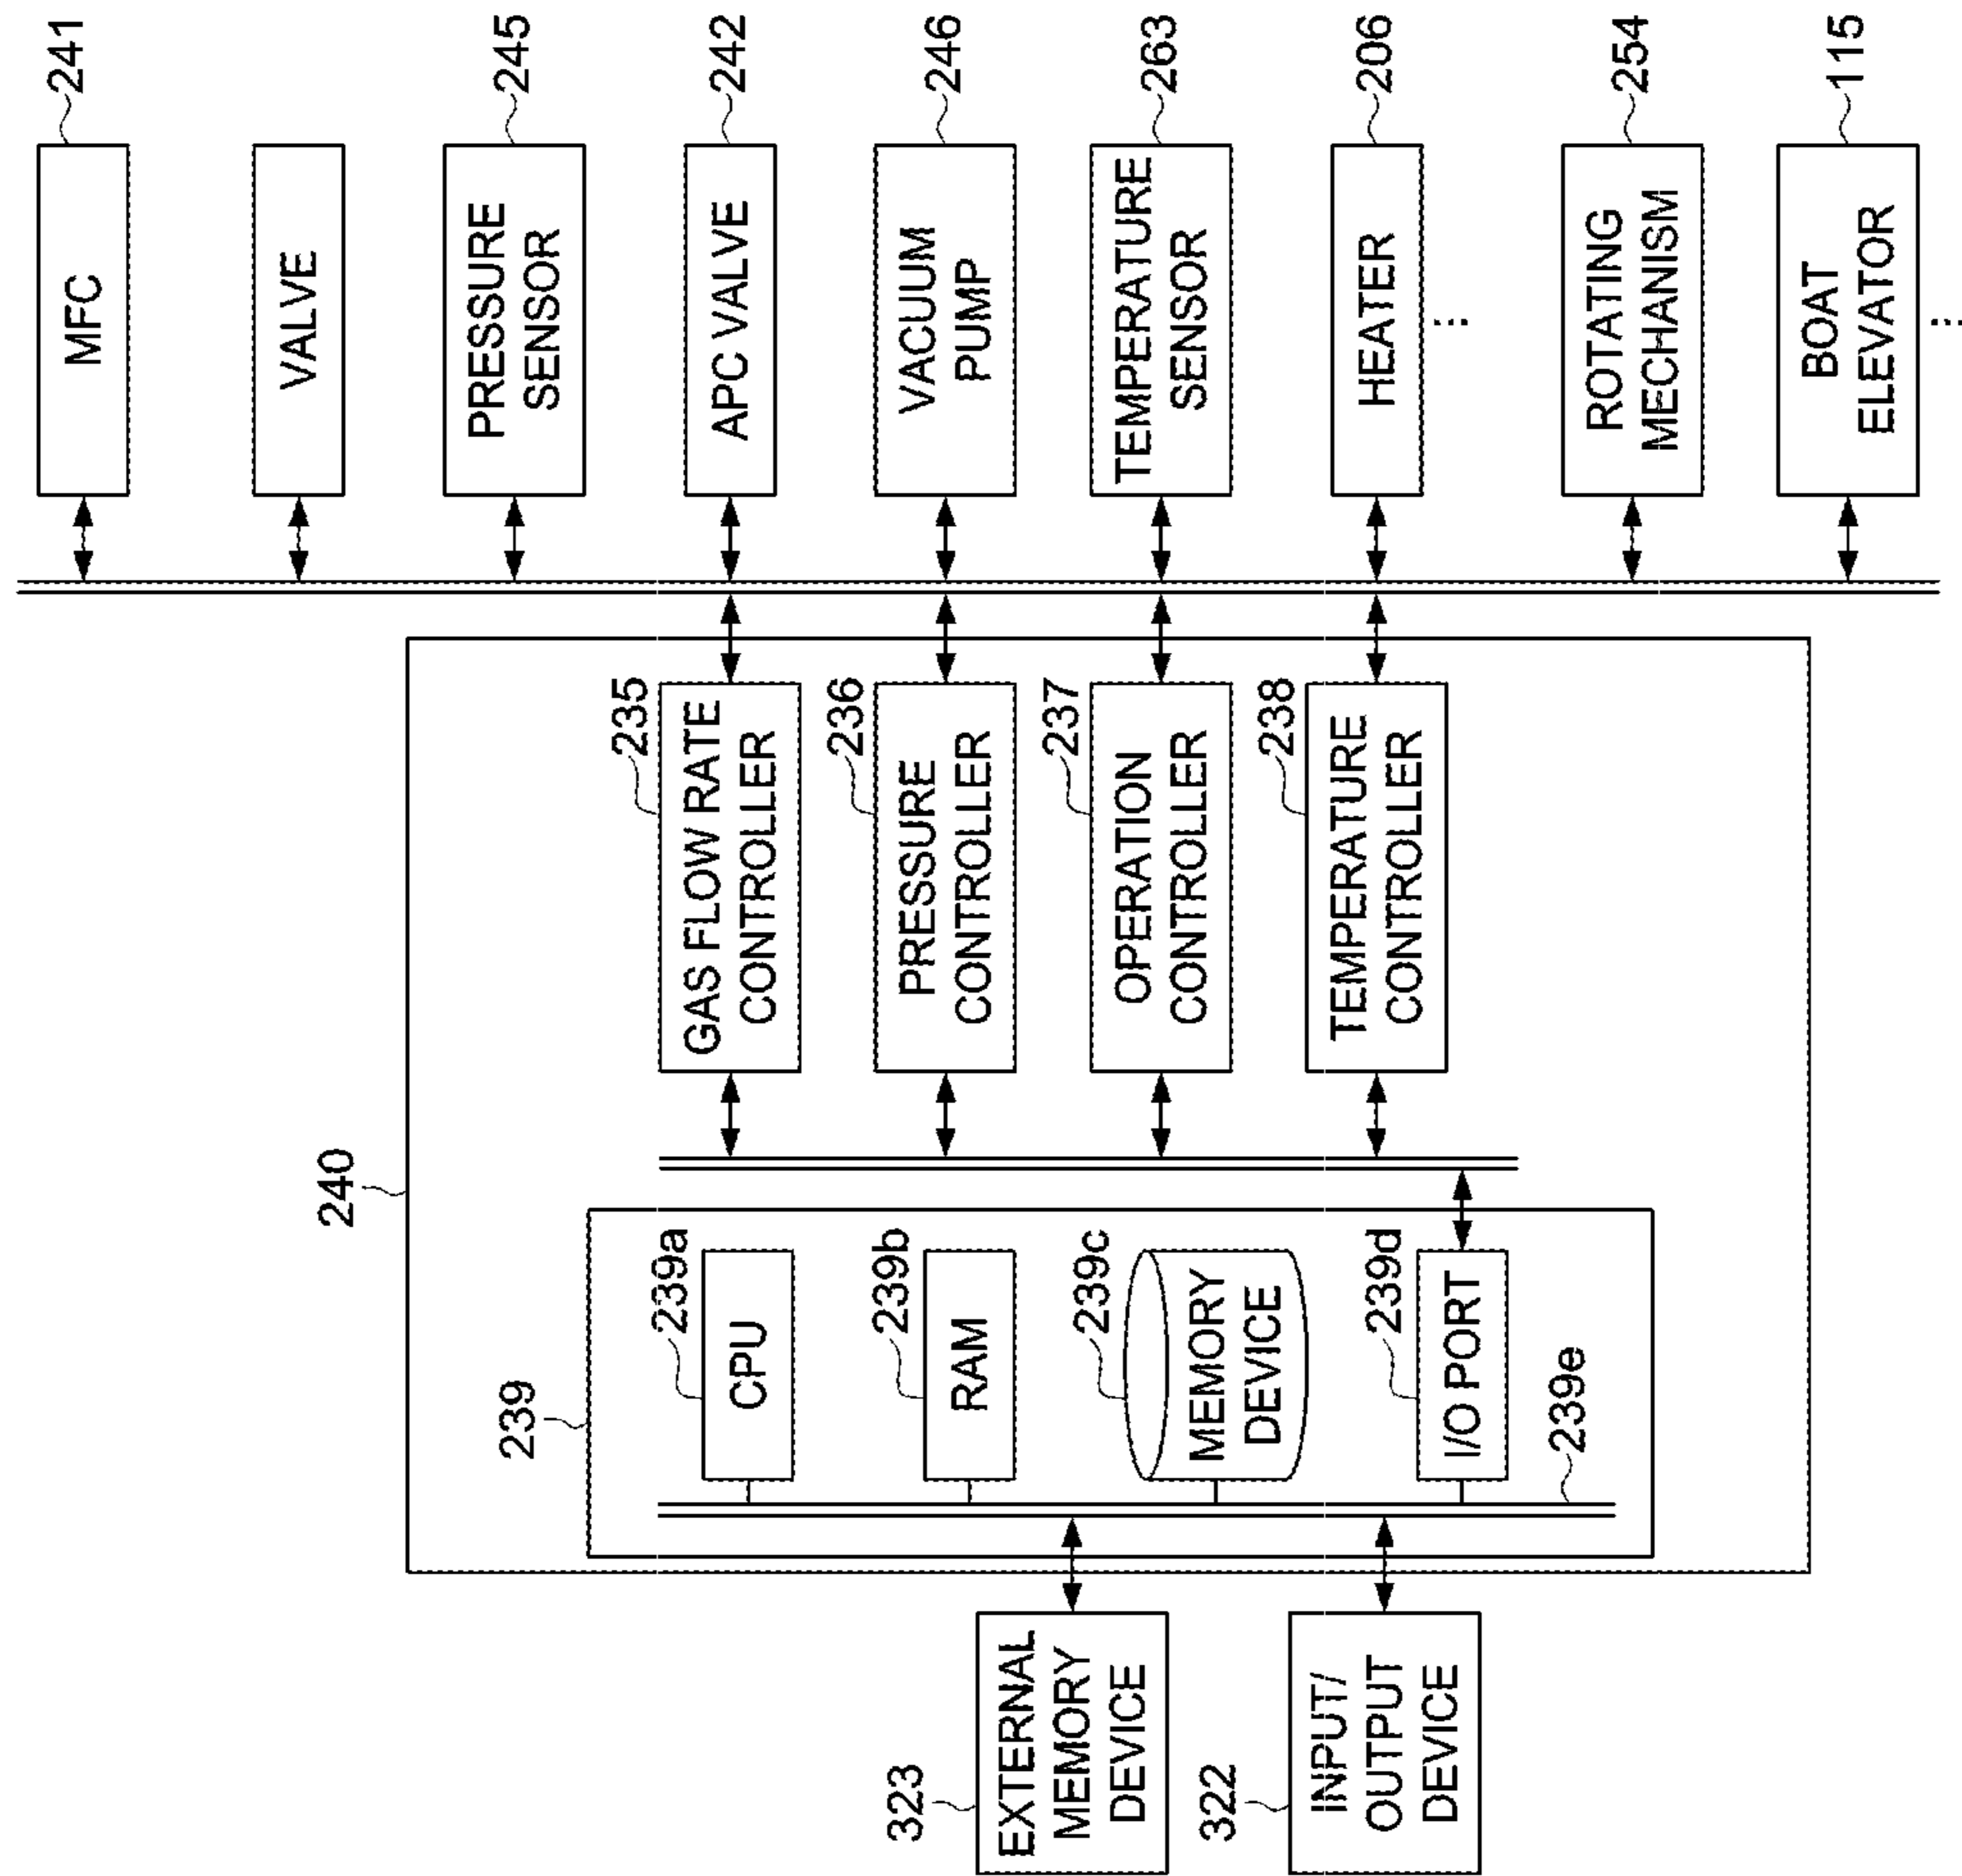 240
239
239a
CPU
239b
RAM
239c
MEMORY
DEVICE
239d
I/O PORT
239e
323
EXTERNAL
MEMORY
DEVICE
322
INPUT/
OUTPUT
DEVICE
235
GAS FLOW RATE
CONTROLLER
236
PRESSURE
CONTROLLER
237
OPERATION
CONTROLLER
238
TEMPERATURE
CONTROLLER
MFC
241
VALVE
PRESSURE
SENSOR
245
APC VALVE
242
VACUUM
PUMP
246
TEMPERATURE
SENSOR
263
HEATER
206
...
ROTATING
MECHANISM
254
BOAT
ELEVATOR
115
...